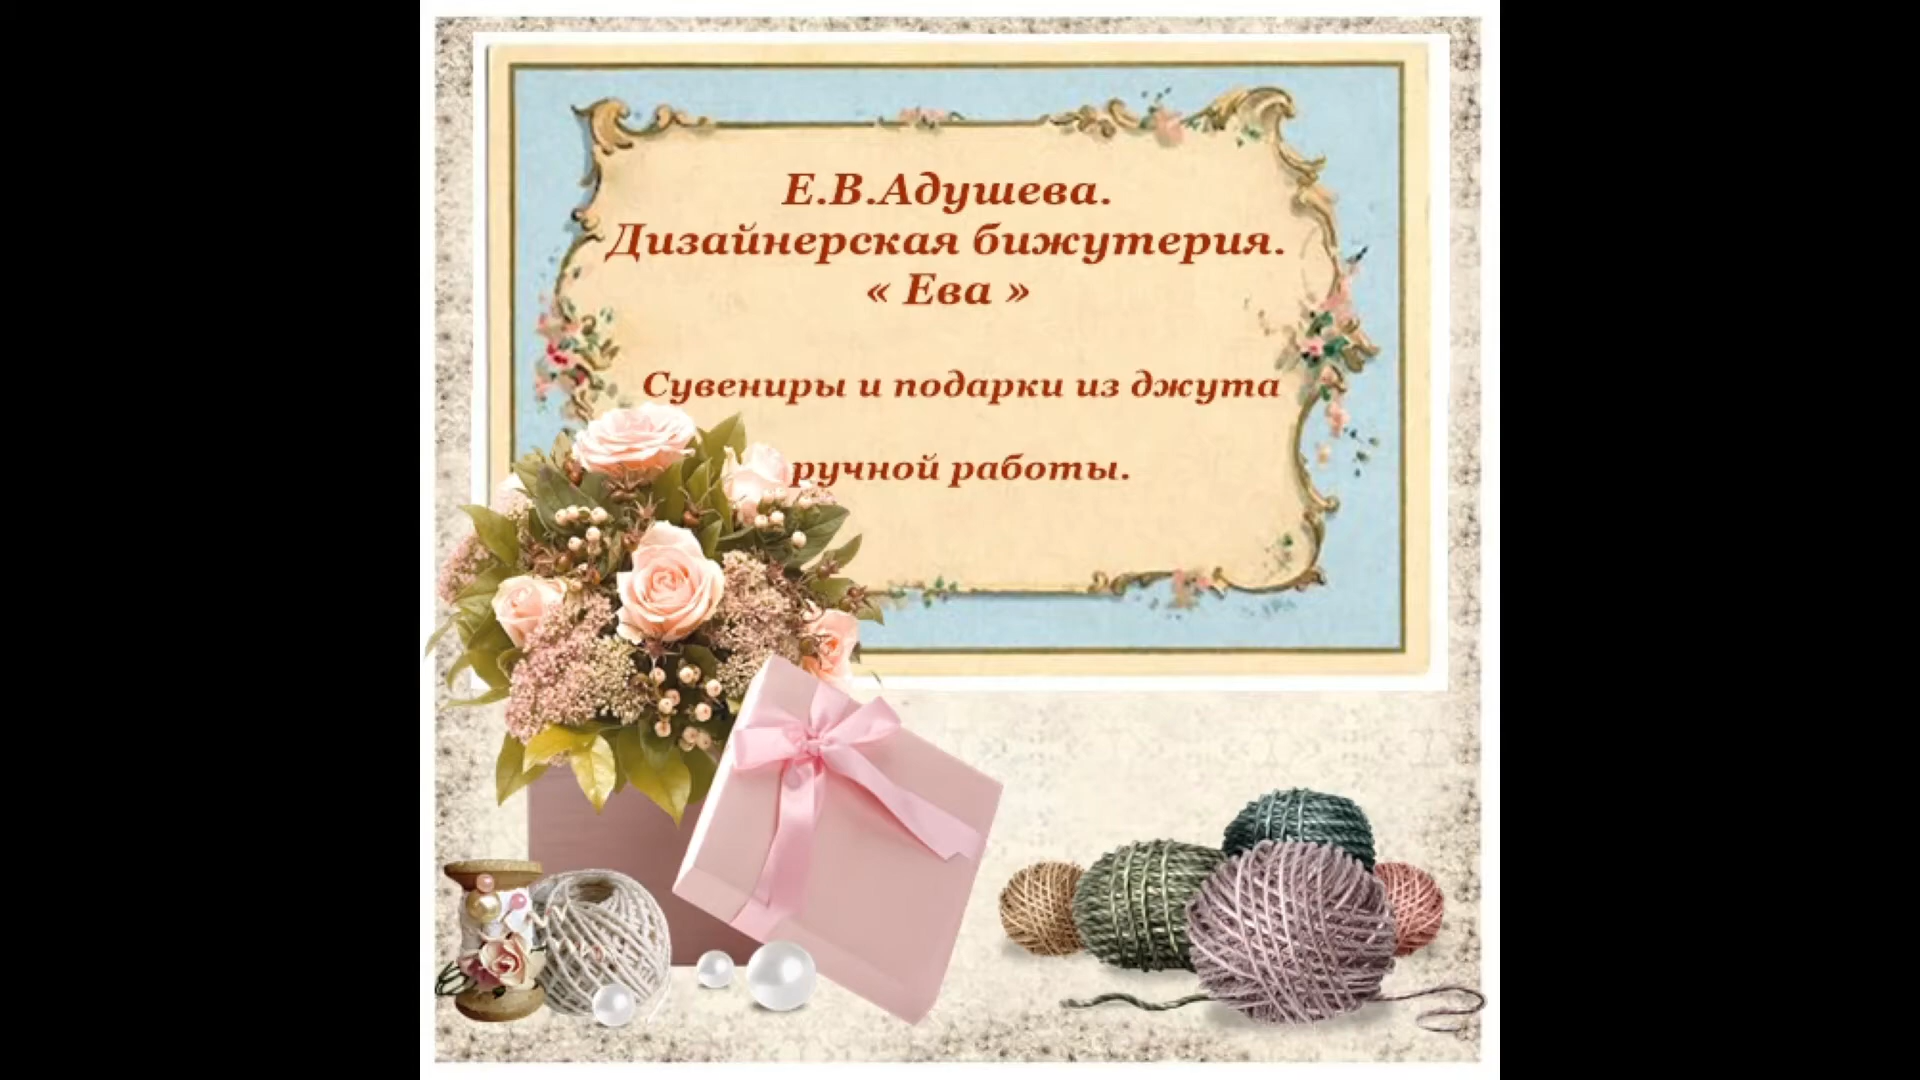 Е.В.Адушева.
Дизайнерская бижутерия.
« Ева »
Сувениры и подарки из джута
ручной работы.